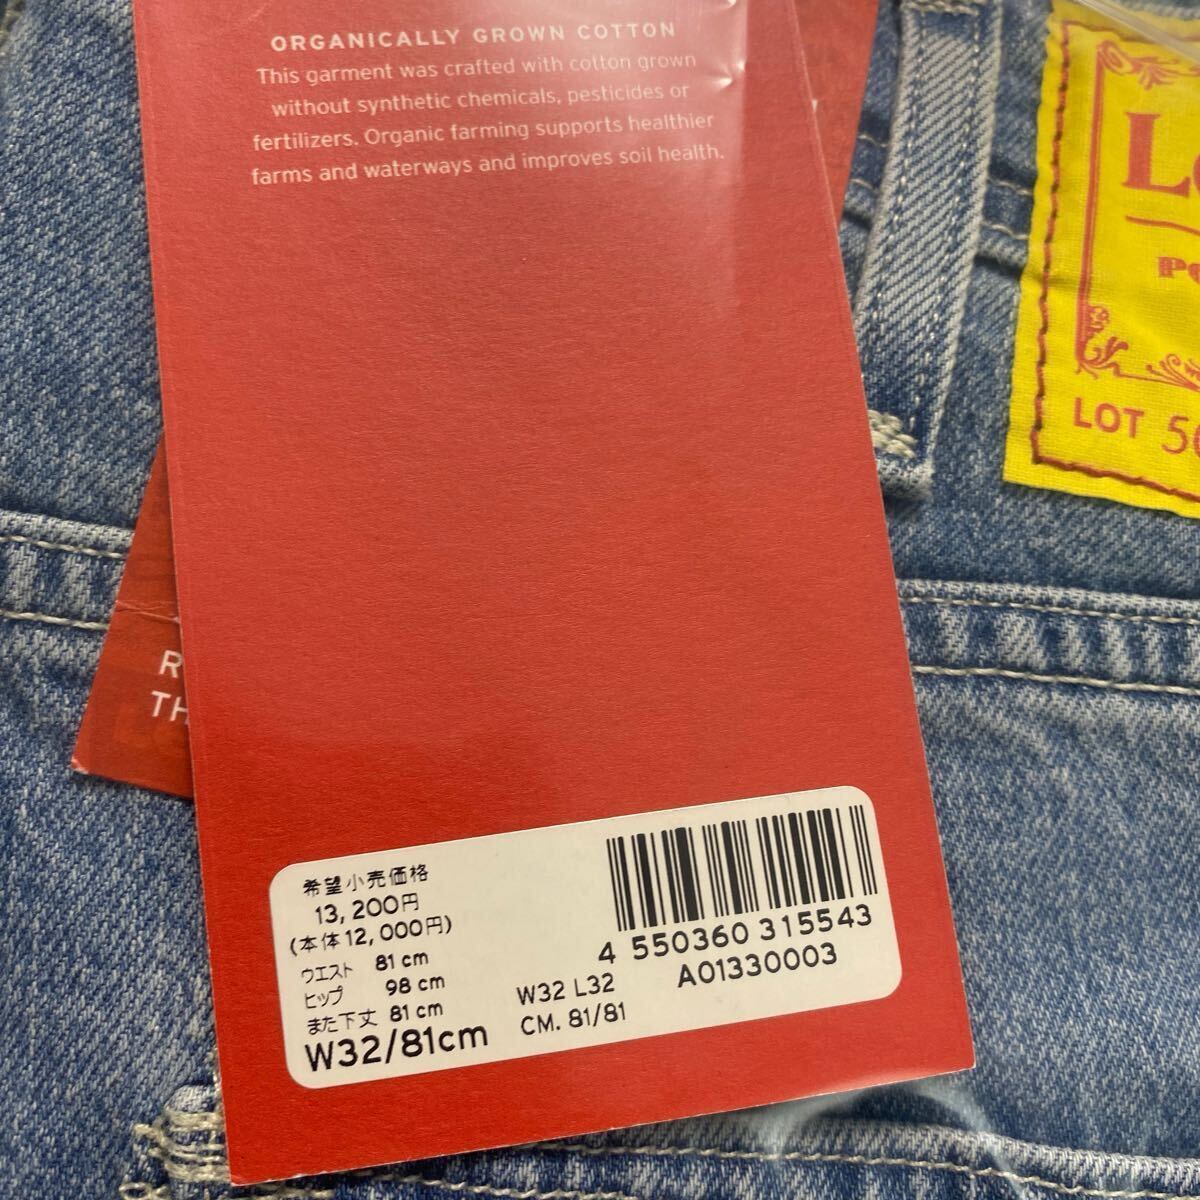 ORGANICALLY GROWN COTTON
This garment was crafted with cotton grown
without synthetic chemicals, pesticides or
fertilizers. Organic farming supports healthier
farms and waterways and improves soil health.
LOT
R
TH
希望小売価格
13,200円
(本体12,000円)
ウエスト 81 cm
ヒップ 98 cm
また下丈 81 cm
W32/81cm
4 550360 315543
A01330003
W32 L32
CM. 81/81